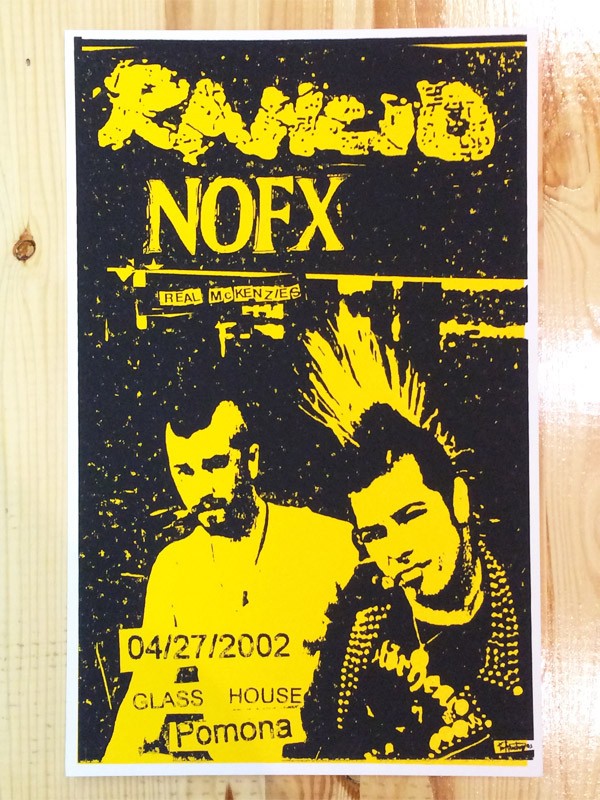 RANCID
NOFX
REAL McKENZIES
04/27/2002
GLASS HOUSE
Pomona